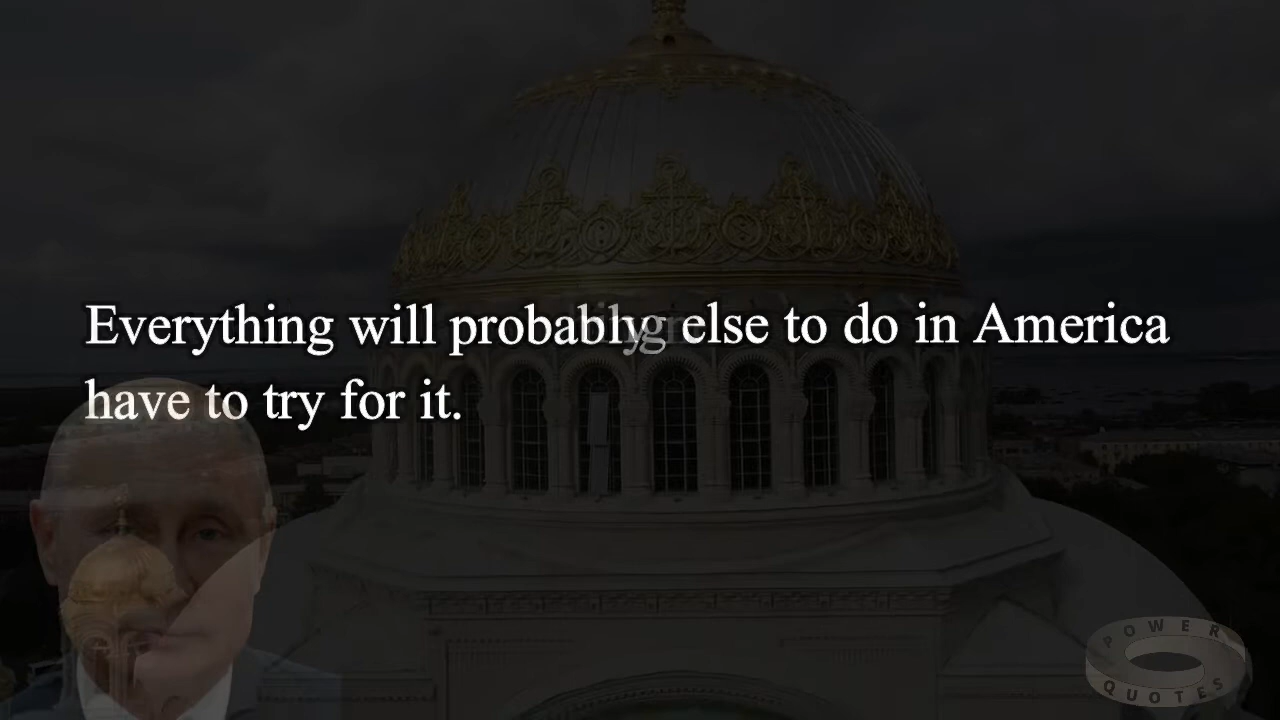 Everything will probably else to do in America
have to try for it.
POWER
QUOTES